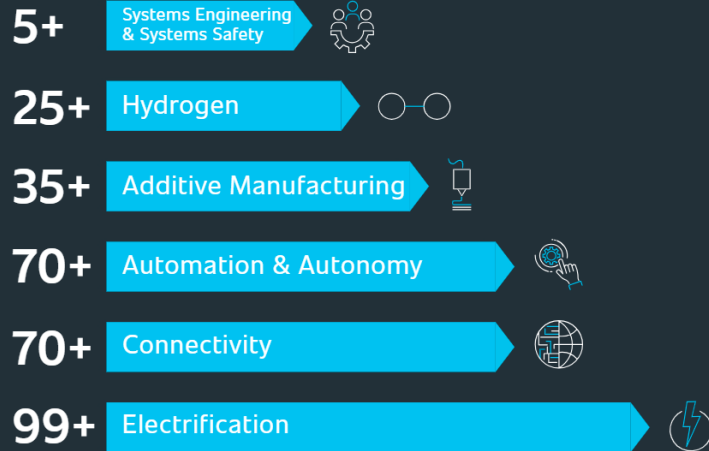 5+ Systems Engineering
& Systems Safety
25+ Hydrogen
35+ Additive Manufacturing
70+ Automation & Autonomy
70+ Connectivity
99+ Electrification